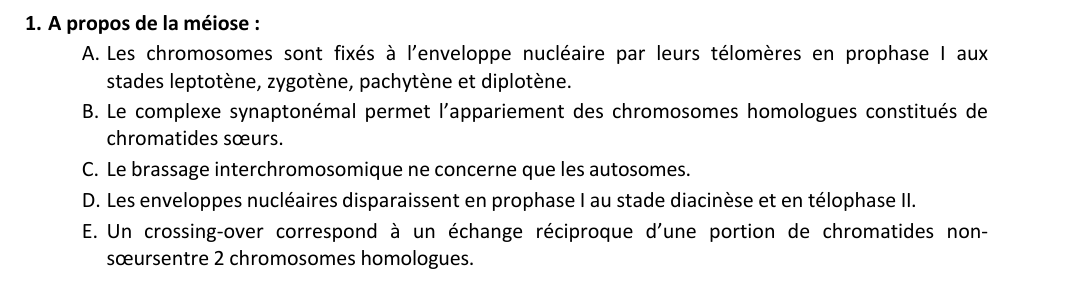 1. A propos de la méiose :
A. Les chromosomes sont fixés à l'enveloppe nucléaire par leurs télomères en prophase I aux
stades leptotène, zygotène, pachytène et diplotène.
B. Le complexe synaptonémal permet l'appariement des chromosomes homologues constitués de
chromatides sœurs.
C. Le brassage interchromosomique ne concerne que les autosomes.
D. Les enveloppes nucléaires disparaissent en prophase I au stade diacinèse et en télophase II.
E. Un crossing-over correspond à un échange réciproque d'une portion de chromatides non-
sœursentre 2 chromosomes homologues.